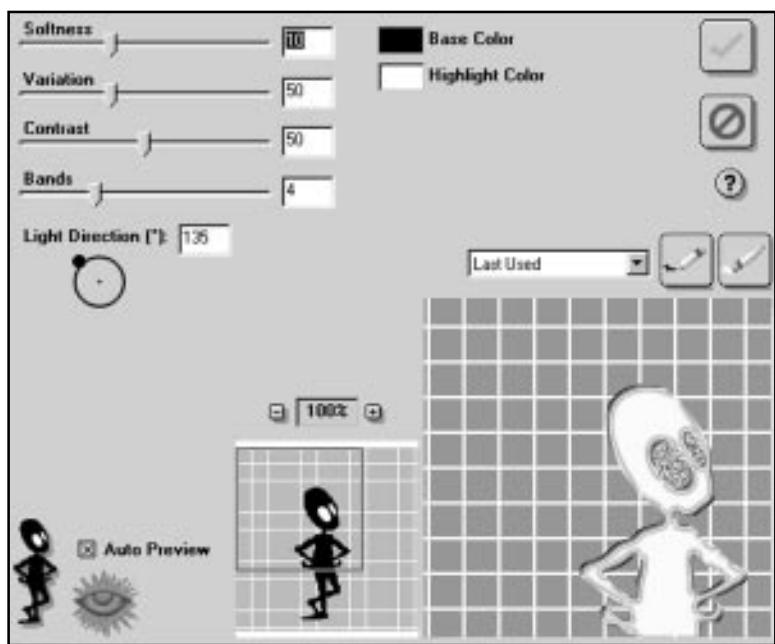 Softness
10
Base Color
Highlight Color
Variation
50
Contrast
50
Bands
4
?
Light Direction (°):
135
Last Used
100%
Auto Preview